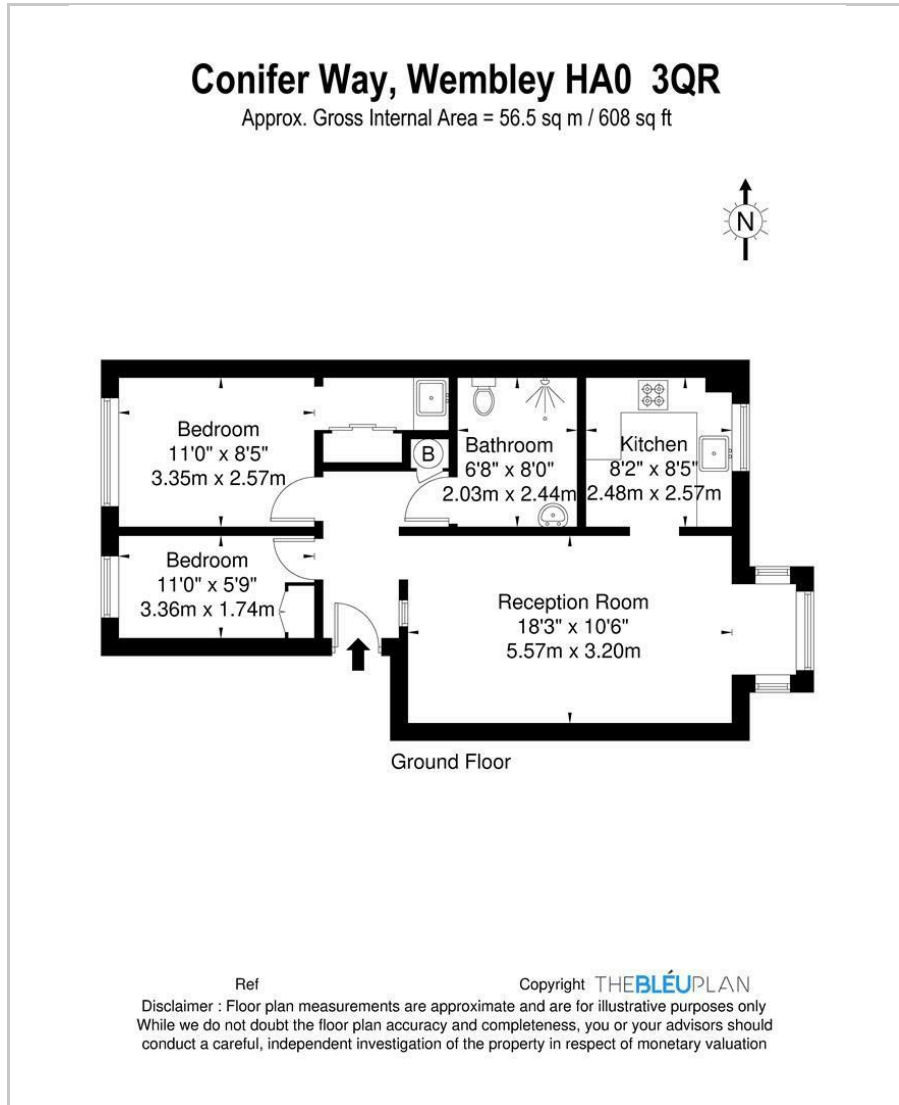 Conifer Way, Wembley HA0 3QR
Approx. Gross Internal Area = 56.5 sq m / 608 sq ft
N
Bedroom
11'0" x 8'5"
3.35m x 2.57m
B
Bathroom
6'8" x 8'0"
2.03m x 2.44m
Kitchen
8'2" x 8'5"
2.48m x 2.57m
Bedroom
11'0" x 5'9"
3.36m x 1.74m
Reception Room
18'3" x 10'6"
5.57m x 3.20m
Ground Floor
Ref
Copyright THEBLÉUPLAN
Disclaimer : Floor plan measurements are approximate and are for illustrative purposes only
While we do not doubt the floor plan accuracy and completeness, you or your advisors should
conduct a careful, independent investigation of the property in respect of monetary valuation